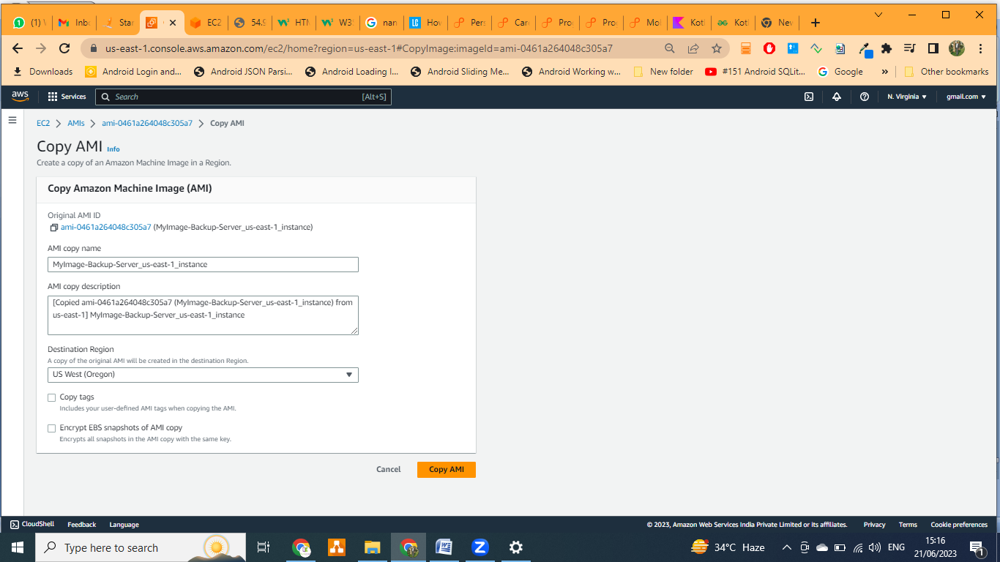 (1)
Inb
Star
EC2
54.9
HTM
W3S
nan
LC
How
Pers
Care
Pro
Pro
Mol
Kotl
Kotl
Nev
us-east-1.console.aws.amazon.com/ec2/home?region=us-east-1#CopyImage:imageId=ami-0461a264048c305a7
Downloads
Android Login and...
Android JSON Parsi...
Android Loading I...
Android Sliding Me...
Android Working w...
New folder
#151 Android SQLit...
Google
»
Other bookmarks
aws
Services
Search
[Alt+S]
N. Virginia
gmail.com
EC2 > AMIs > ami-0461a264048c305a7 > Copy AMI
Copy AMI Info
Create a copy of an Amazon Machine Image in a Region.
Copy Amazon Machine Image (AMI)
Original AMI ID
ami-0461a264048c305a7 (MyImage-Backup-Server_us-east-1_instance)
AMI copy name
MyImage-Backup-Server_us-east-1_instance
AMI copy description
[Copied ami-0461a264048c305a7 (MyImage-Backup-Server_us-east-1_instance) from
us-east-1] MyImage-Backup-Server_us-east-1_instance
Destination Region
A copy of the original AMI will be created in the destination Region.
US West (Oregon)
Copy tags
Includes your user-defined AMI tags when copying the AMI.
Encrypt EBS snapshots of AMI copy
Encrypts all snapshots in the AMI copy with the same key.
Cancel
Copy AMI
CloudShell
Feedback
Language
© 2023, Amazon Web Services India Private Limited or its affiliates.
Privacy
Terms
Cookie preferences
Type here to search
34°C Haze
ENG
15:16
21/06/2023
1